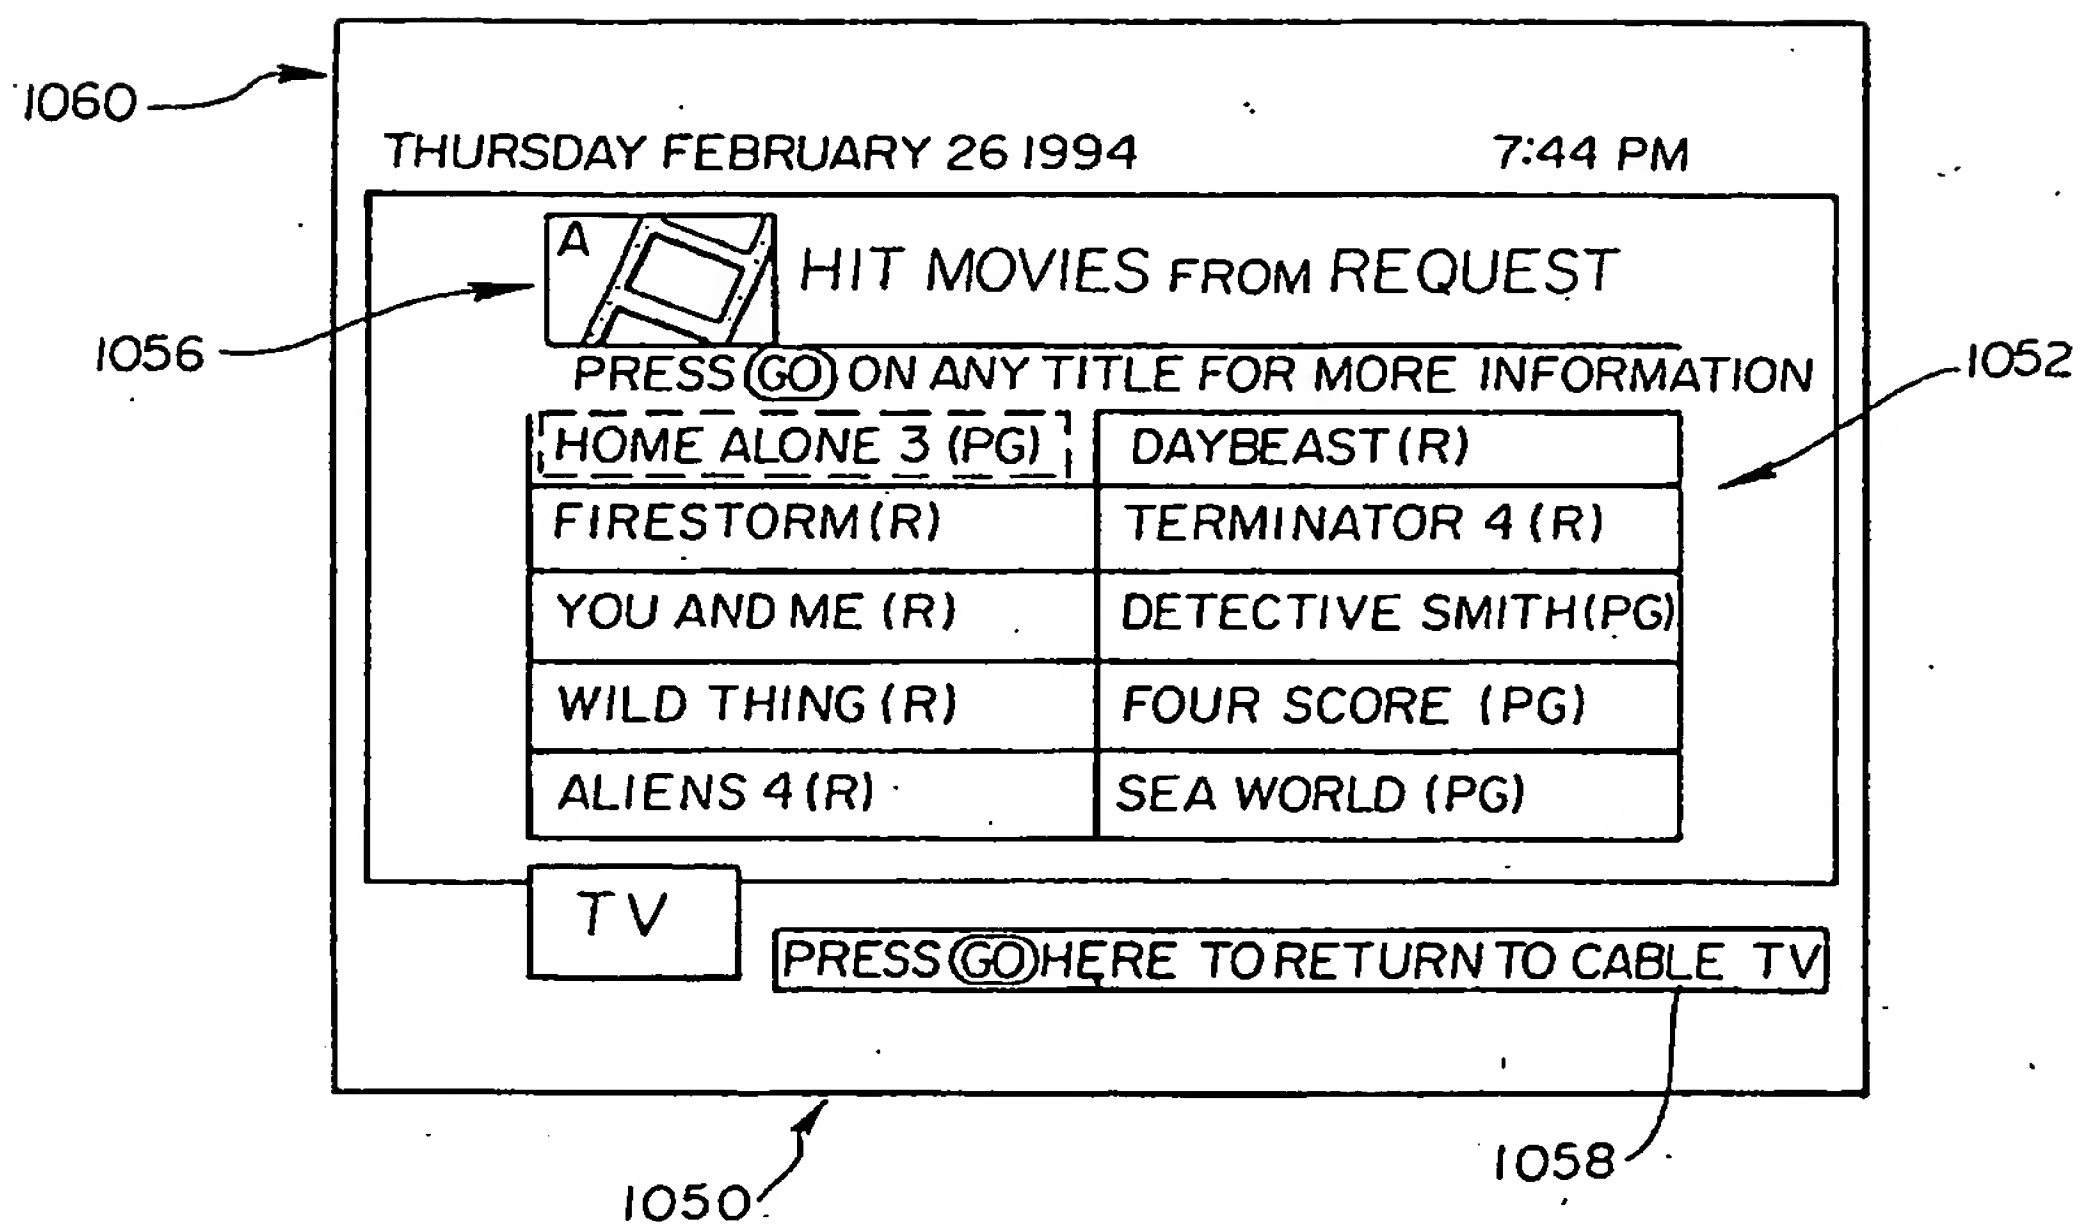 1060
THURSDAY FEBRUARY 26 1994 7:44 PM
A
HIT MOVIES FROM REQUEST
1056
PRESS GO ON ANY TITLE FOR MORE INFORMATION
1052
HOME ALONE 3 (PG) DAYBEAST (R)
FIRESTORM (R) TERMINATOR 4 (R)
YOU AND ME (R) DETECTIVE SMITH (PG)
WILD THING (R) FOUR SCORE (PG)
ALIENS 4 (R) SEA WORLD (PG)
TV
PRESS GO HERE TO RETURN TO CABLE TV
1058
1050